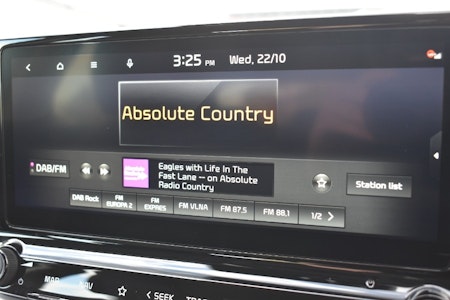 3:25 PM Wed, 22/10
Absolute Country
DAB/FM
Eagles with Life In The
Fast Lane -- on Absolute
Radio Country
Station list
DAB Rock
FM
EUROPA 2
FM
EXPRES
FM VLNA
FM 87.5
FM 88.1
1/2 >
MAP
NAV
< SEEK